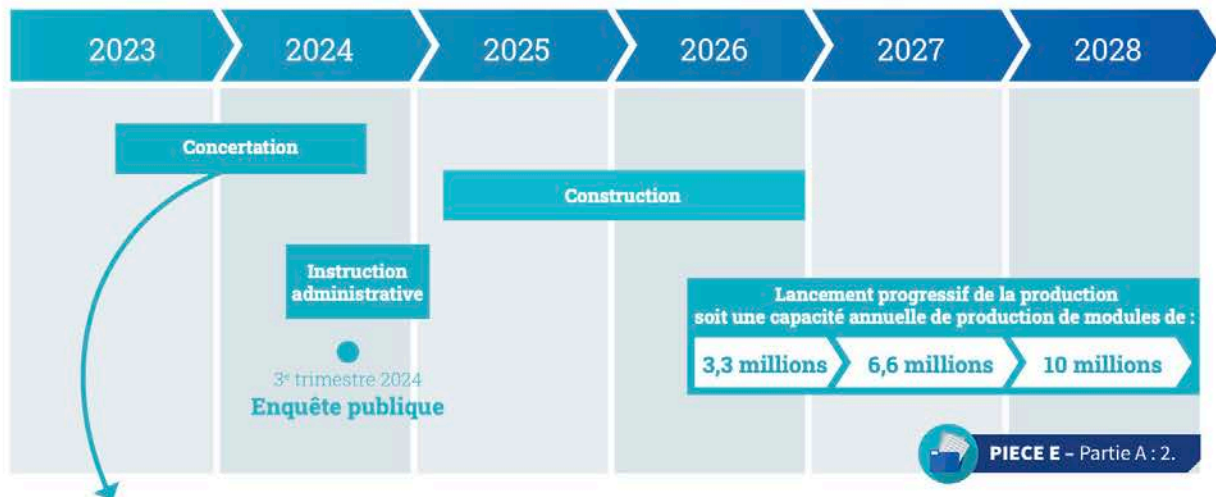 2023 2024 2025 2026 2027 2028
Concertation
Construction
Instruction
administrative
Lancement progressif de la production
soit une capacité annuelle de production de modules de :
3,3 millions 6,6 millions 10 millions
3e trimestre 2024
Enquête publique
PIECE E – Partie A : 2.